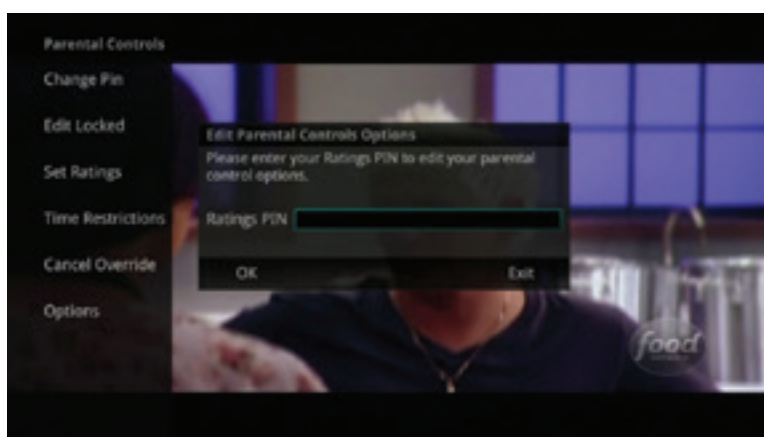 Parental Controls
Change Pin
Edit Locked
Set Ratings
Time Restrictions
Cancel Override
Options
Edit Parental Controls Options
Please enter your Ratings PIN to edit your parental
control options.
Ratings PIN
OK Exit
food